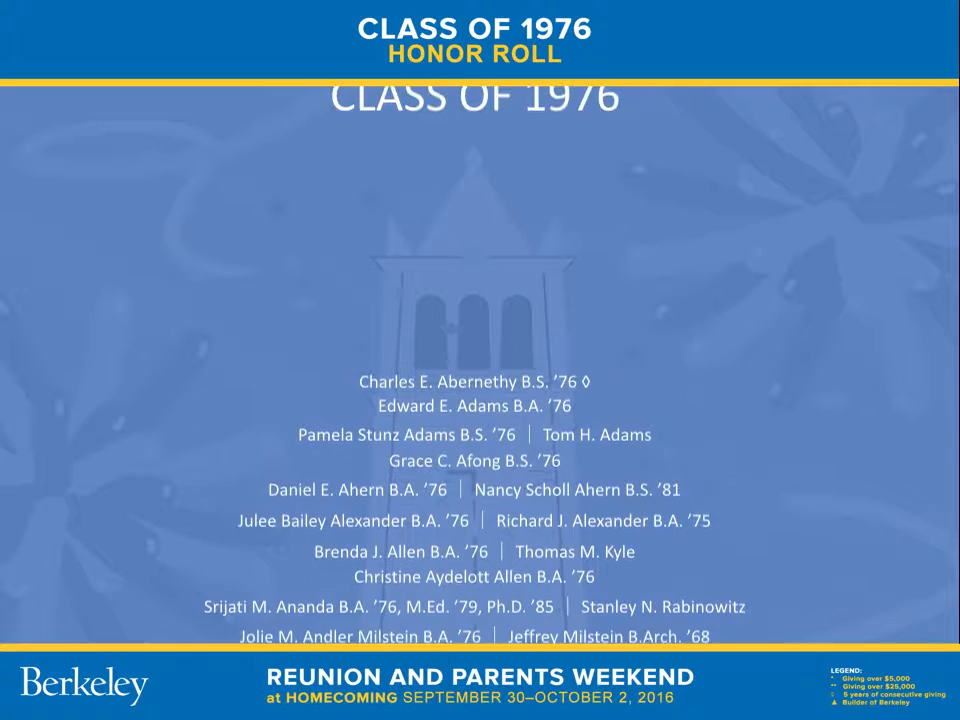 CLASS OF 1976
HONOR ROLL
CLASS OF 1976
Charles E. Abernethy B.S. ’76 ◊
Edward E. Adams B.A. ’76
Pamela Stunz Adams B.S. ’76 | Tom H. Adams
Grace C. Afong B.S. ’76
Daniel E. Ahern B.A. ’76 | Nancy Scholl Ahern B.S. ’81
Julee Bailey Alexander B.A. ’76 | Richard J. Alexander B.A. ’75
Brenda J. Allen B.A. ’76 | Thomas M. Kyle
Christine Aydelott Allen B.A. ’76
Srijati M. Ananda B.A. ’76, M.Ed. ’79, Ph.D. ’85 | Stanley N. Rabinowitz
Jolie M. Andler Milstein B.A. ’76 | Jeffrey Milstein B.Arch. ’68
Berkeley
REUNION AND PARENTS WEEKEND
at HOMECOMING SEPTEMBER 30–OCTOBER 2, 2016
LEGEND:
* Giving over $5,000
** Giving over $25,000
◊ 5 years of consecutive giving
▲ Builder of Berkeley